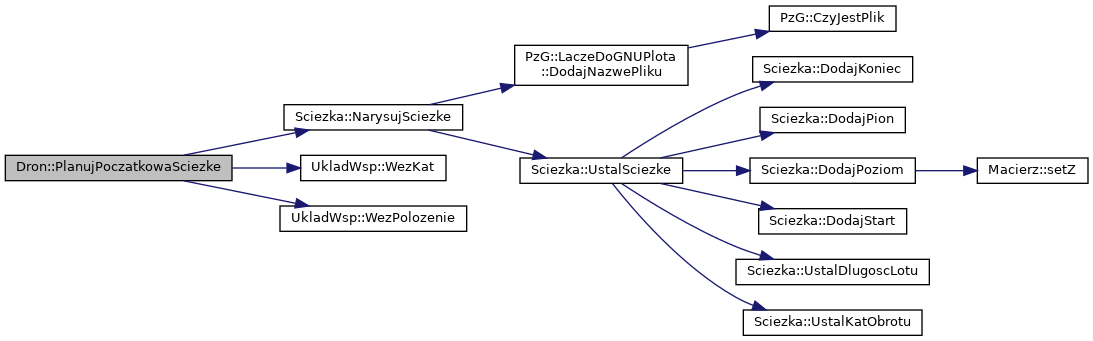 Dron::PlanujPoczatkowaSciezke
Sciezka::NarysujSciezke
UkladWsp::WezKat
UkladWsp::WezPolozenie
PzG::LaczeDoGNUPlota
::DodajNazwePliku
Sciezka::UstalSciezke
PzG::CzyJestPlik
Sciezka::DodajKoniec
Sciezka::DodajPion
Sciezka::DodajPoziom
Sciezka::DodajStart
Sciezka::UstalDlugoscLotu
Sciezka::UstalKatObrotu
Macierz::setZ